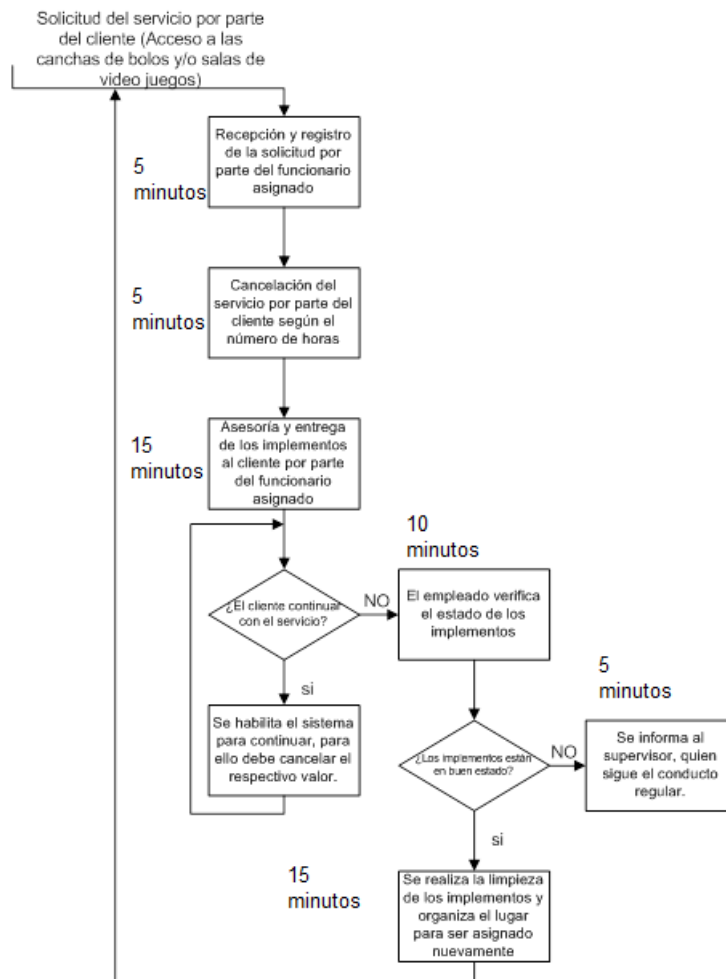 Solicitud del servicio por parte
del cliente (Acceso a las
canchas de bolos y/o salas de
video juegos)
5
minutos
Recepción y registro
de la solicitud por
parte del funcionario
asignado
5
minutos
Cancelación del
servicio por parte del
cliente según el
número de horas
15
minutos
Asesoría y entrega
de los implementos
al cliente por parte
del funcionario
asignado
10
minutos
¿El cliente continuar
con el servicio?
NO
El empleado verifica
el estado de los
implementos
si
5
minutos
Se habilita el sistema
para continuar, para
ello debe cancelar el
respectivo valor.
¿Los implementos están
en buen estado?
NO
Se informa al
supervisor, quien
sigue el conducto
regular.
si
15
minutos
Se realiza la limpieza
de los implementos y
organiza el lugar
para ser asignado
nuevamente